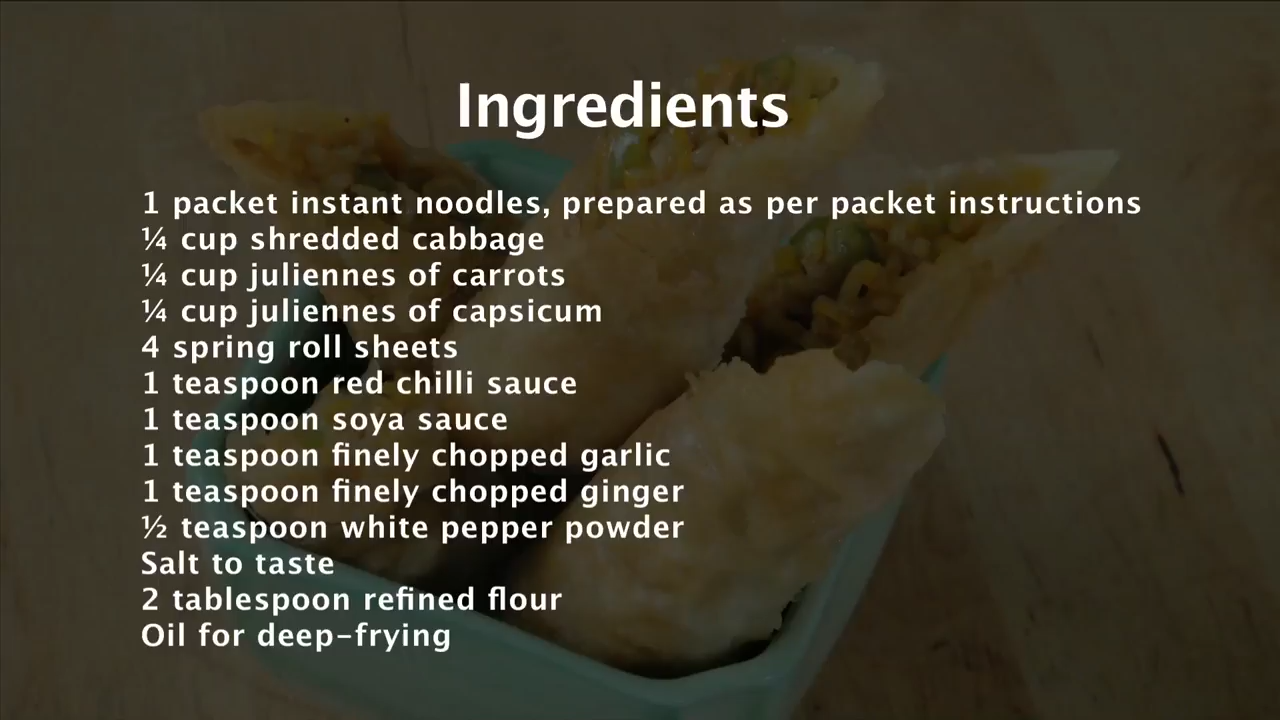 Ingredients
1 packet instant noodles, prepared as per packet instructions
¼ cup shredded cabbage
¼ cup juliennes of carrots
¼ cup juliennes of capsicum
4 spring roll sheets
1 teaspoon red chilli sauce
1 teaspoon soya sauce
1 teaspoon finely chopped garlic
1 teaspoon finely chopped ginger
½ teaspoon white pepper powder
Salt to taste
2 tablespoon refined flour
Oil for deep-frying